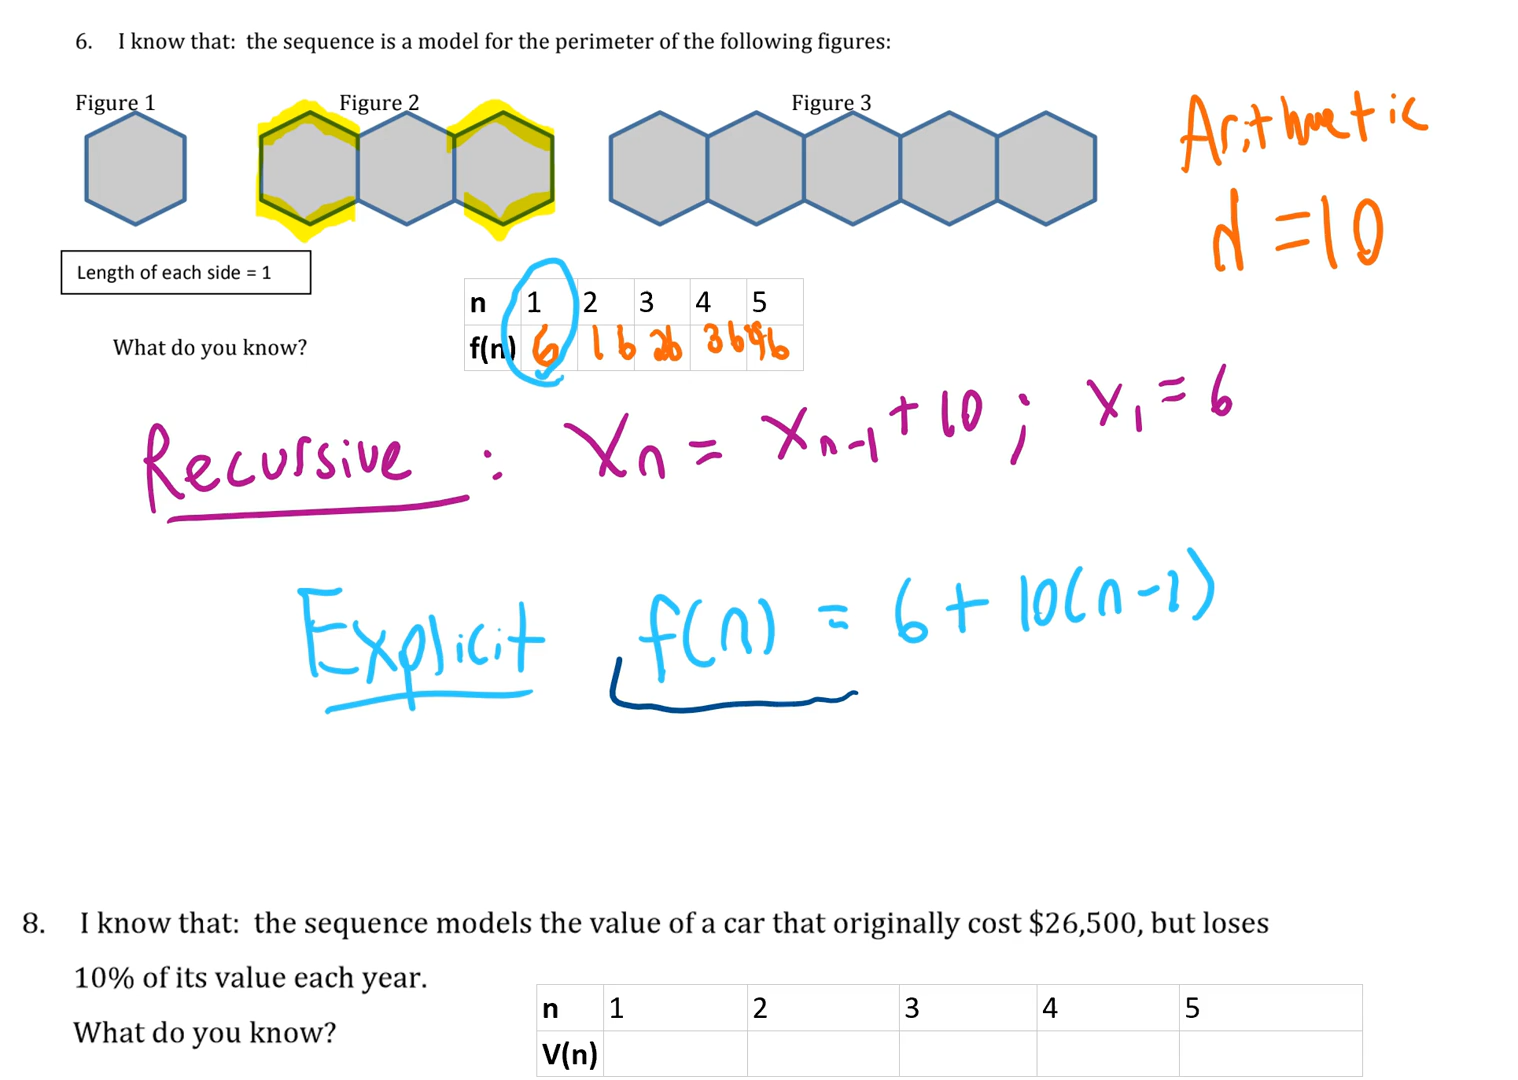 6. I know that: the sequence is a model for the perimeter of the following figures:
Figure 1 Figure 2 Figure 3
Arithmetic
d = 10
Length of each side = 1
n 1 2 3 4 5
f(n) 6 16 26 36 46
What do you know?
Recursive : Xn = Xn-1 + 10 ; X1 = 6
Explicit f(n) = 6 + 10(n-1)
8. I know that: the sequence models the value of a car that originally cost $26,500, but loses
10% of its value each year.
What do you know?
n 1 2 3 4 5
V(n)